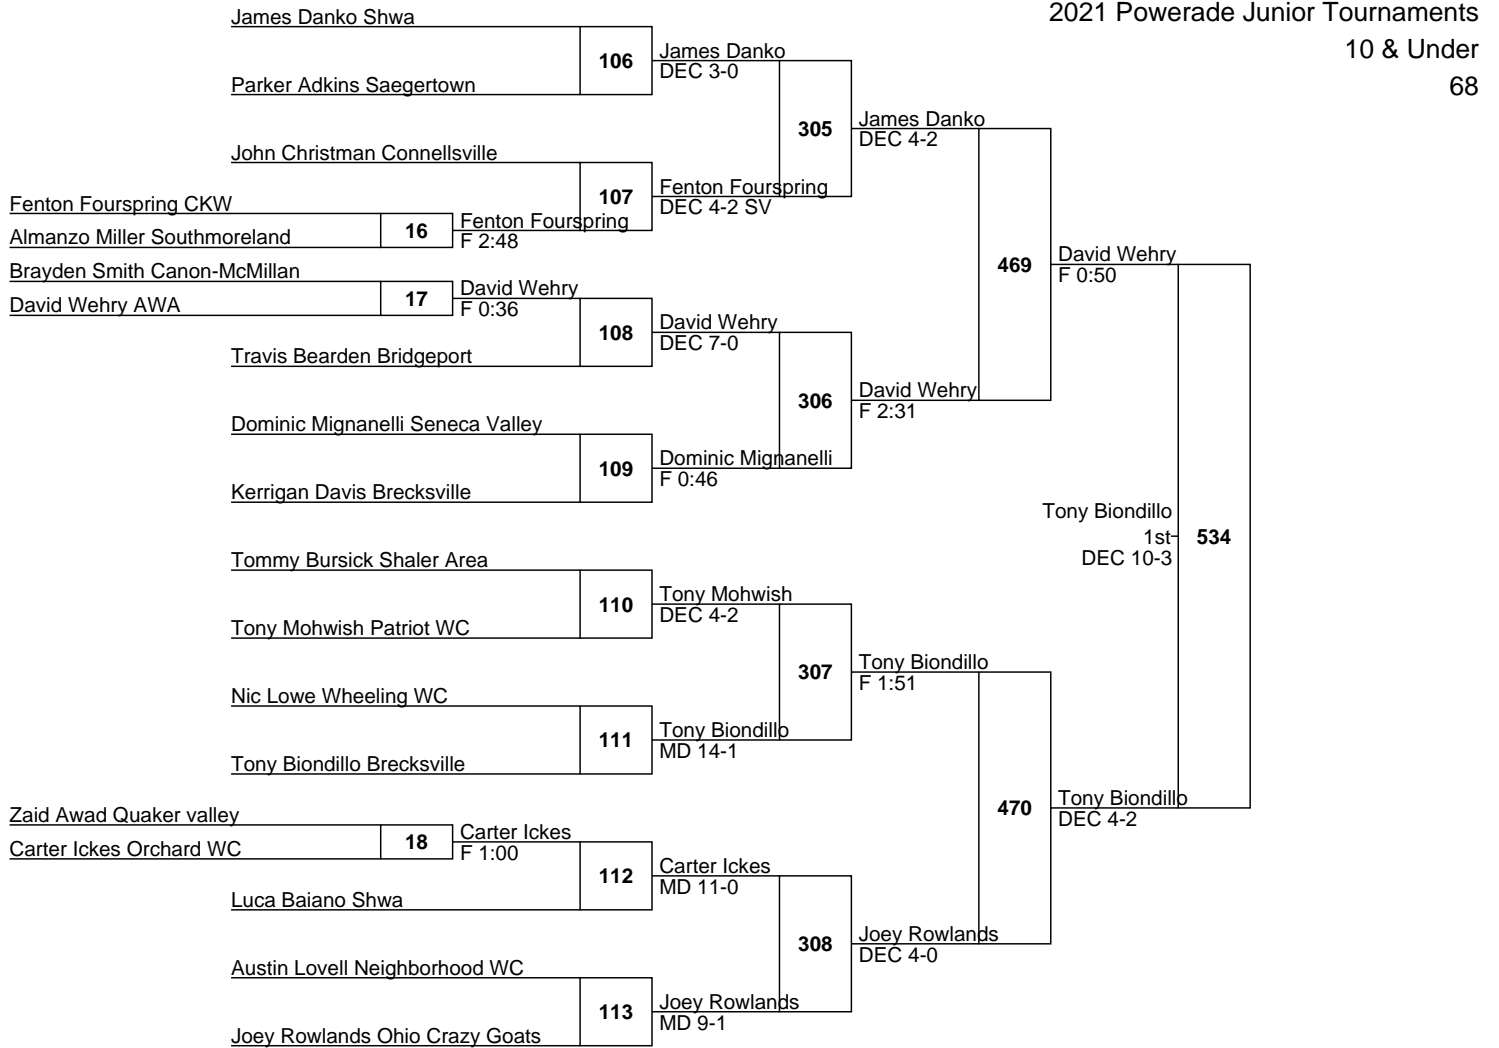 2021 Powerade Junior Tournaments
10 & Under
68
James Danko Shwa
106
James Danko
DEC 3-0
Parker Adkins Saegertown
305
James Danko
DEC 4-2
John Christman Connellsville
107
Fenton Fourspring
DEC 4-2 SV
Fenton Fourspring CKW
16
Fenton Fourspring
F 2:48
Almanzo Miller Southmoreland
469
David Wehry
F 0:50
Brayden Smith Canon-McMillan
17
David Wehry
F 0:36
David Wehry AWA
108
David Wehry
DEC 7-0
Travis Bearden Bridgeport
306
David Wehry
F 2:31
Dominic Mignanelli Seneca Valley
109
Dominic Mignanelli
F 0:46
Kerrigan Davis Brecksville
Tony Biondillo
1st
DEC 10-3
534
Tommy Bursick Shaler Area
110
Tony Mohwish
DEC 4-2
Tony Mohwish Patriot WC
307
Tony Biondillo
F 1:51
Nic Lowe Wheeling WC
111
Tony Biondillo
MD 14-1
Tony Biondillo Brecksville
470
Tony Biondillo
DEC 4-2
Zaid Awad Quaker valley
18
Carter Ickes
F 1:00
Carter Ickes Orchard WC
112
Carter Ickes
MD 11-0
Luca Baiano Shwa
308
Joey Rowlands
DEC 4-0
Austin Lovell Neighborhood WC
113
Joey Rowlands
MD 9-1
Joey Rowlands Ohio Crazy Goats